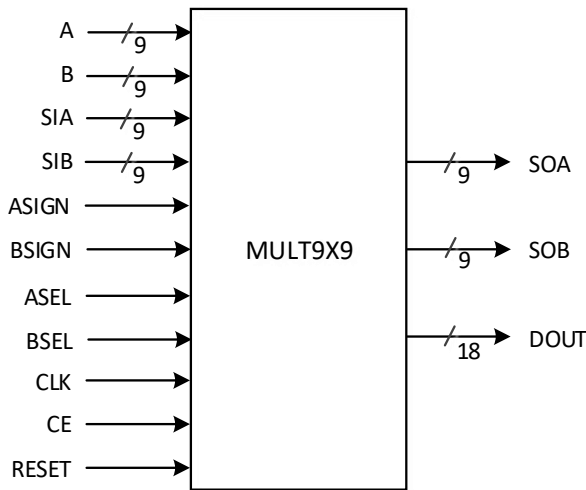 A
9
B
9
SIA
9
SIB
9
SOA
9
ASIGN
BSIGN
MULT9X9
SOB
9
ASEL
BSEL
DOUT
18
CLK
CE
RESET